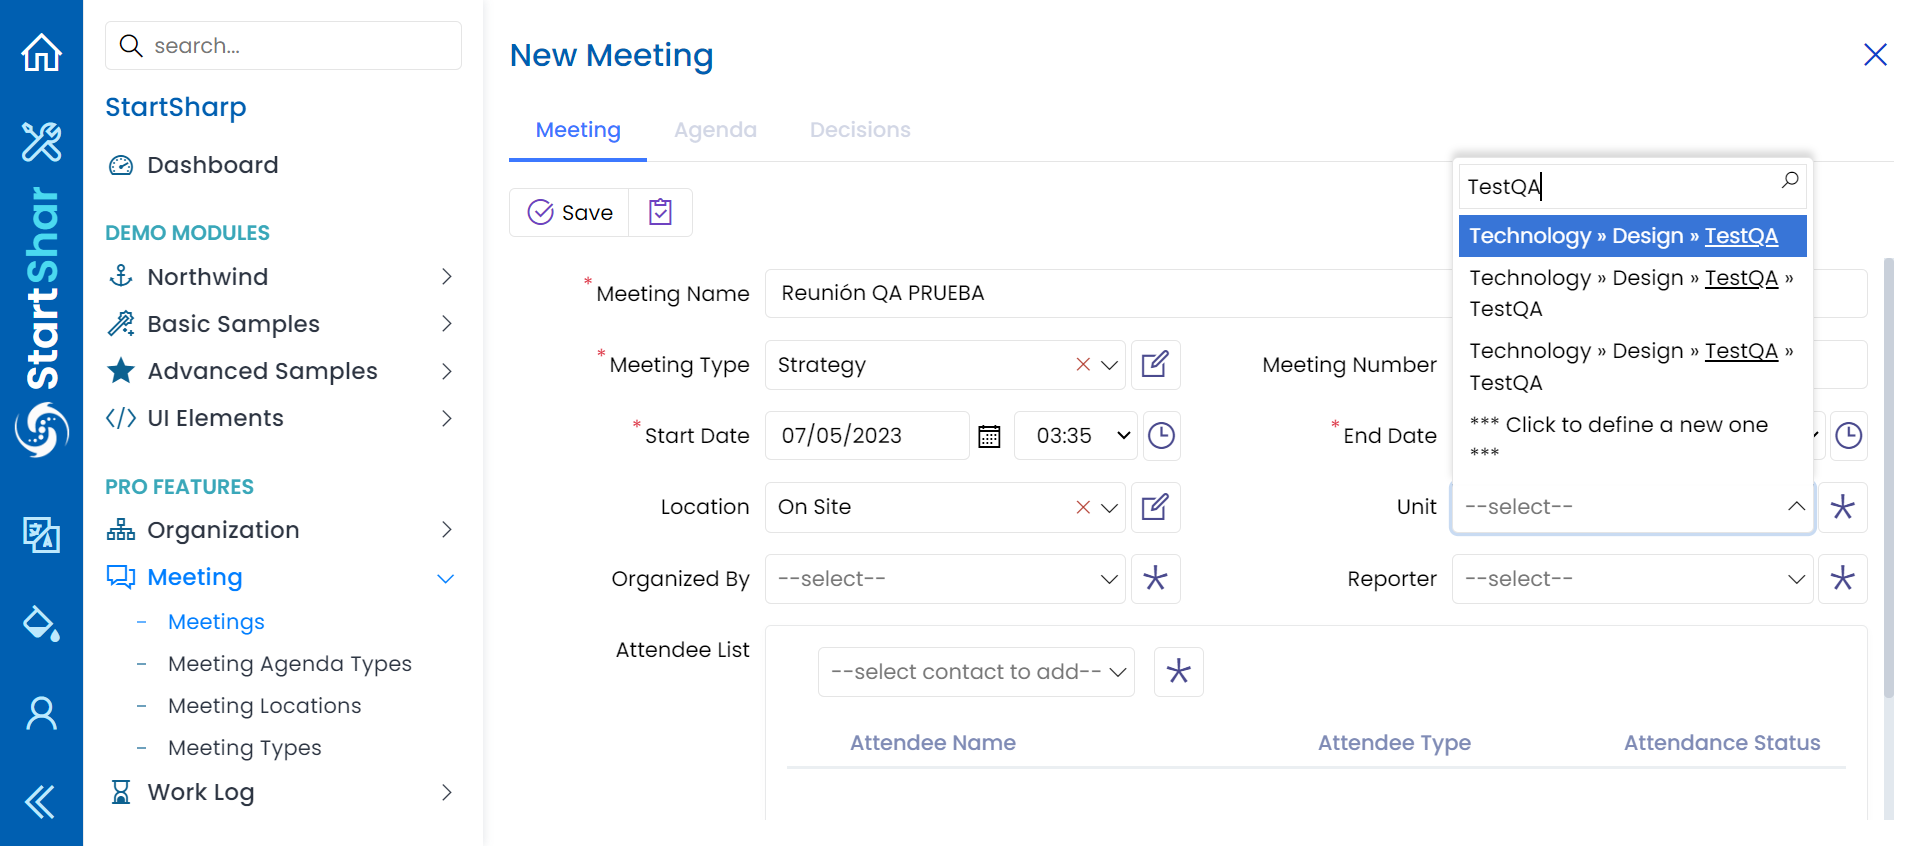 search...
StartSharp
Dashboard
DEMO MODULES
Northwind
Basic Samples
Advanced Samples
UI Elements
PRO FEATURES
Organization
Meeting
- Meetings
- Meeting Agenda Types
- Meeting Locations
- Meeting Types
Work Log
StartShar
New Meeting
Meeting Agenda Decisions
Save
* Meeting Name Reunión QA PRUEBA
* Meeting Type Strategy
Meeting Number
* Start Date 07/05/2023 03:35
* End Date
Location On Site
Unit --select--
Organized By --select--
Reporter --select--
Attendee List
--select contact to add--
Attendee Name Attendee Type Attendance Status
TestQA
Technology » Design » TestQA
Technology » Design » TestQA »
TestQA
Technology » Design » TestQA »
TestQA
*** Click to define a new one
***